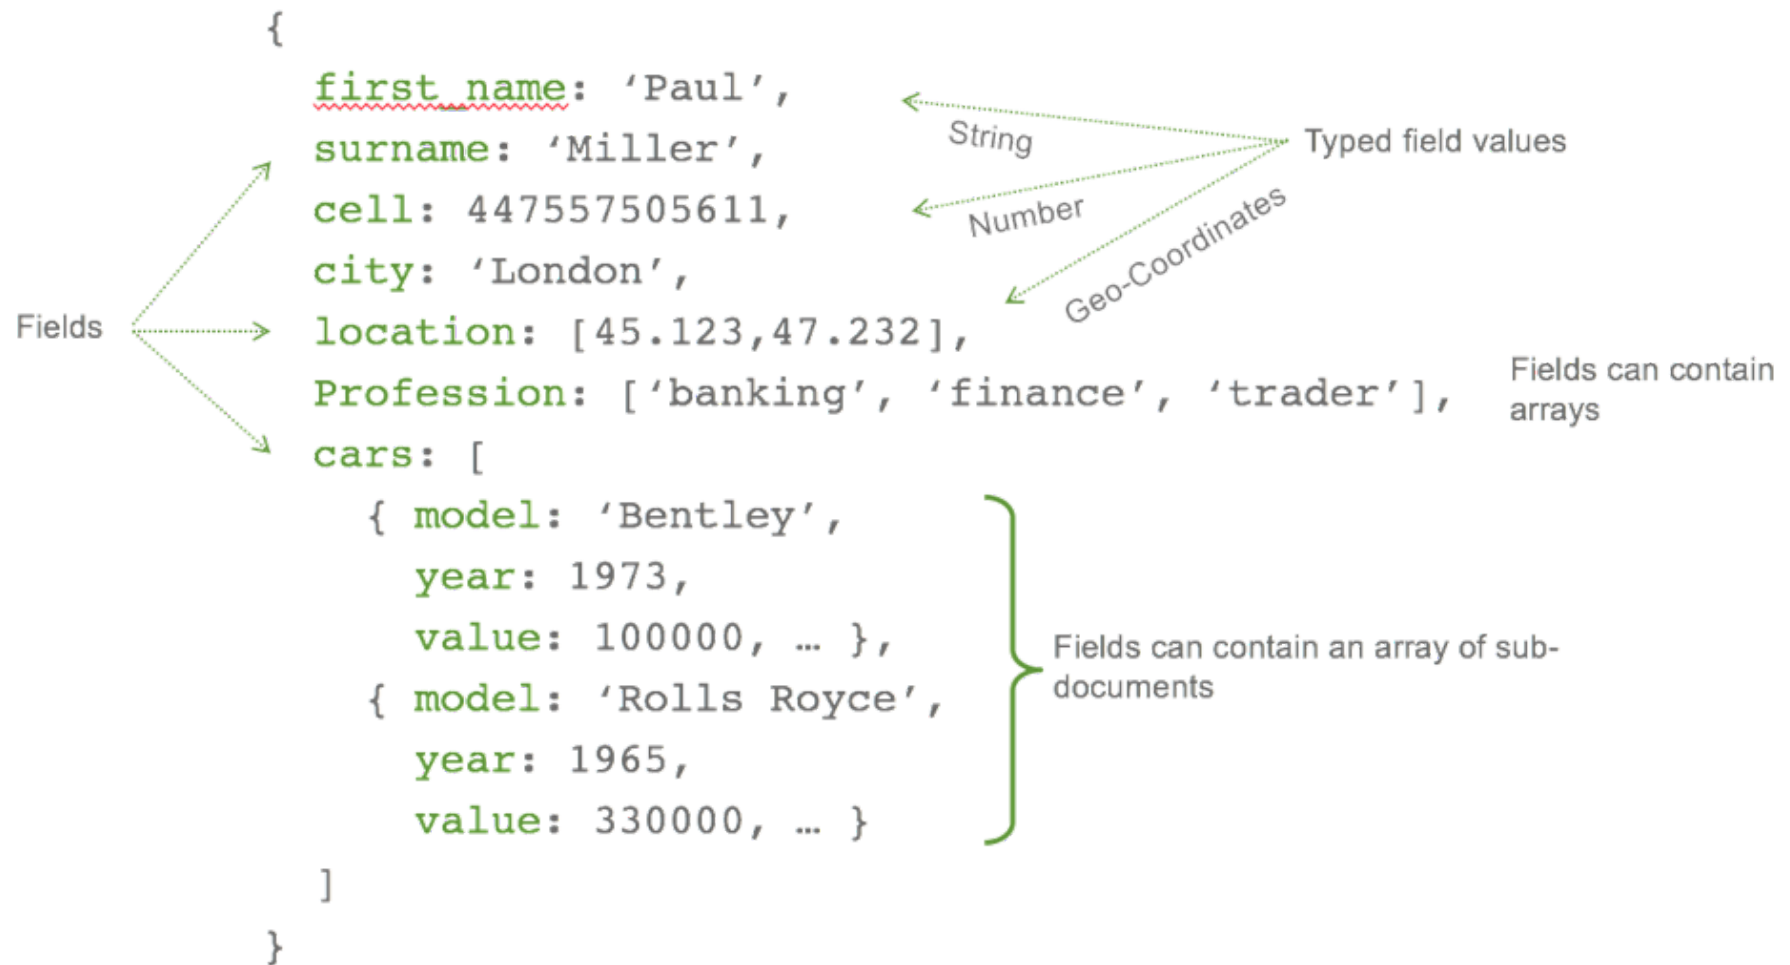 {
first_name: ‘Paul’,
String
Typed field values
surname: ‘Miller’,
cell: 447557505611,
Number
city: ‘London’,
Geo-Coordinates
Fields
location: [45.123,47.232],
Profession: [‘banking’, ‘finance’, ‘trader’],
Fields can contain
arrays
cars: [
{ model: ‘Bentley’,
year: 1973,
value: 100000, … },
Fields can contain an array of sub-
documents
{ model: ‘Rolls Royce’,
year: 1965,
value: 330000, … }
]
}